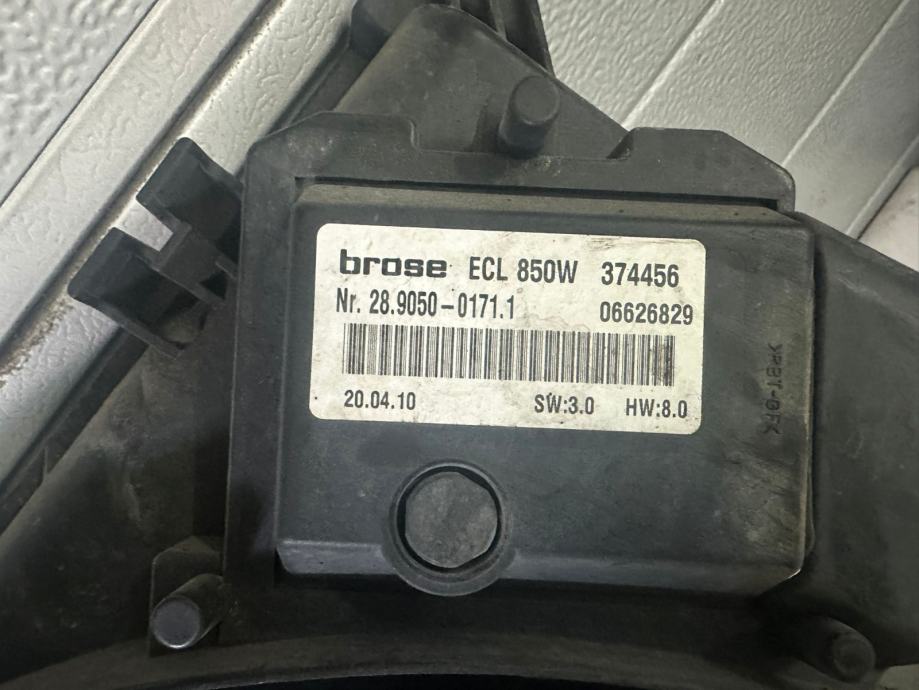 brose ECL 850W 374456
Nr. 28.9050-0171.1 06626829
20.04.10 SW:3.0 HW:8.0